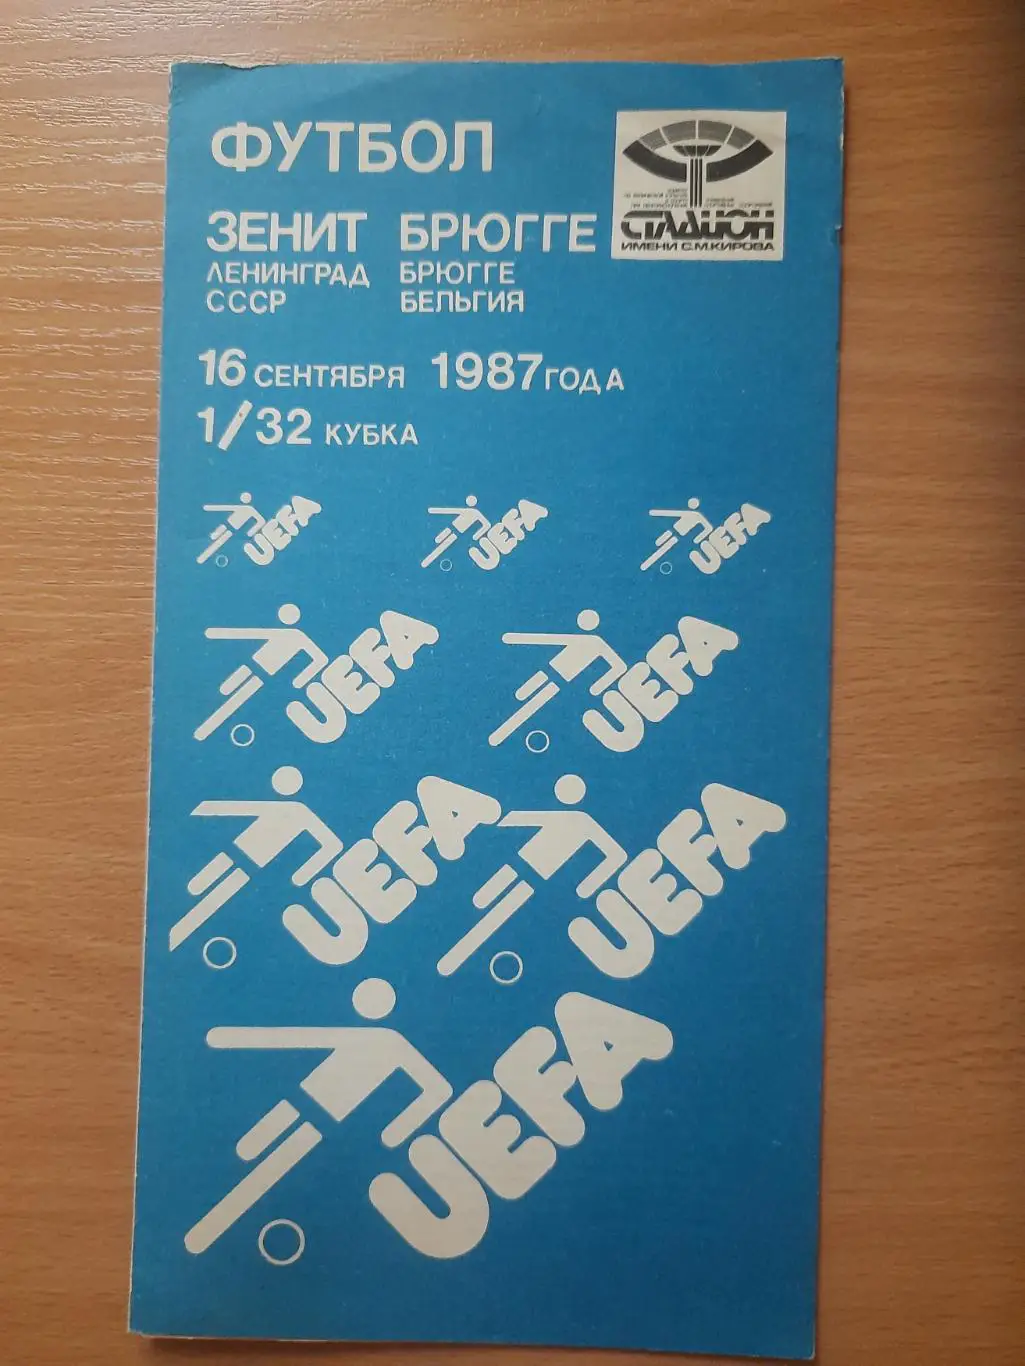 ФУТБОЛ
ЗЕНИТ БРЮГГЕ
ЛЕНИНГРАД БРЮГГЕ
СССР БЕЛЬГИЯ
СТАДИОН
ИМЕНИ С.М.КИРОВА
16 СЕНТЯБРЯ 1987 ГОДА
1/32 КУБКА
UEFA UEFA UEFA
UEFA UEFA
UEFA UEFA
UEFA